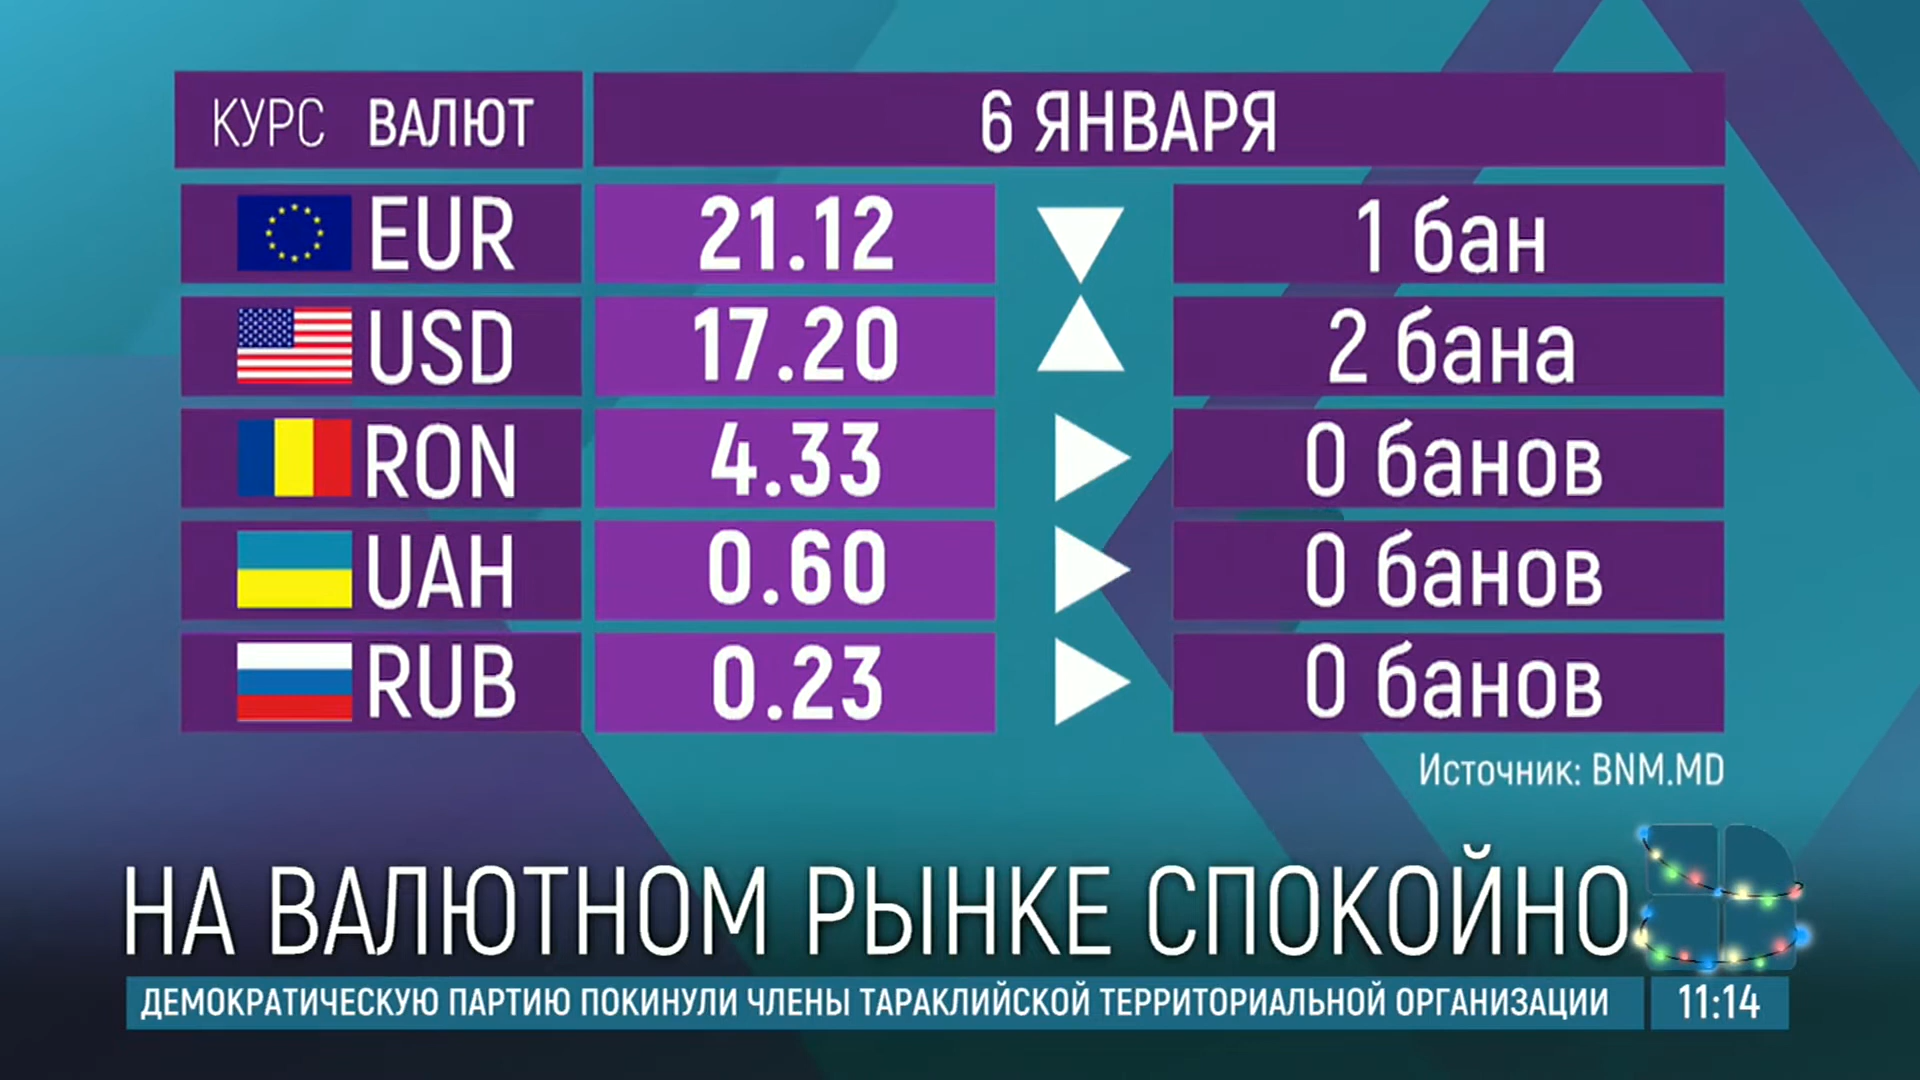 КУРС ВАЛЮТ 6 ЯНВАРЯ
EUR 21.12 1 бан
USD 17.20 2 бана
RON 4.33 0 банов
UAH 0.60 0 банов
RUB 0.23 0 банов
Источник: BNM.MD
НА ВАЛЮТНОМ РЫНКЕ СПОКОЙНО
ДЕМОКРАТИЧЕСКУЮ ПАРТИЮ ПОКИНУЛИ ЧЛЕНЫ ТАРАКЛИЙСКОЙ ТЕРРИТОРИАЛЬНОЙ ОРГАНИЗАЦИИ 11:14